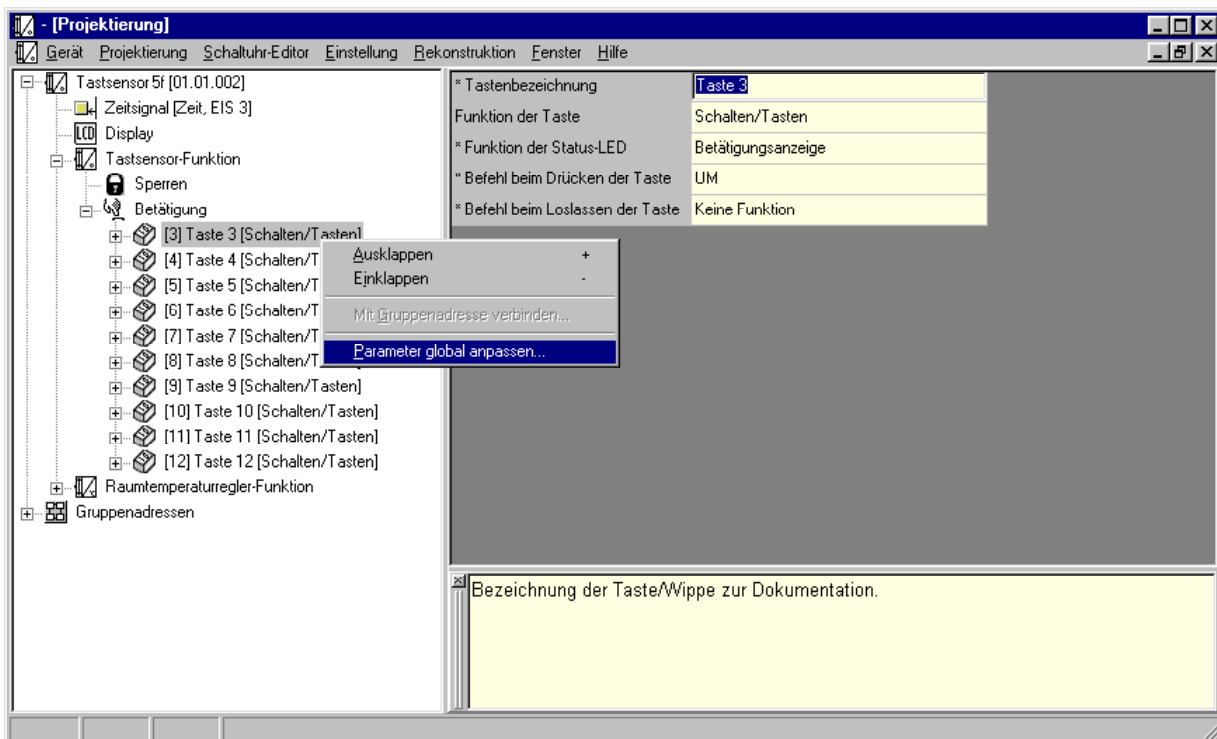 - [Projektierung]
Gerät Projektierung Schaltuhr-Editor Einstellung Rekonstruktion Fenster Hilfe
Tastsensor 5f [01.01.002]
Zeitsignal [Zeit, EIS 3]
LCD Display
Tastsensor-Funktion
Sperren
Betätigung
[3] Taste 3 [Schalten/Tasten]
[4] Taste 4 [Schalten/T
[5] Taste 5 [Schalten/T
[6] Taste 6 [Schalten/T
[7] Taste 7 [Schalten/T
[8] Taste 8 [Schalten/T
[9] Taste 9 [Schalten/Tasten]
[10] Taste 10 [Schalten/Tasten]
[11] Taste 11 [Schalten/Tasten]
[12] Taste 12 [Schalten/Tasten]
Raumtemperaturregler-Funktion
Gruppenadressen
Ausklappen +
Einklappen -
Mit Gruppenadresse verbinden...
Parameter global anpassen...
* Tastenbezeichnung Taste 3
Funktion der Taste Schalten/Tasten
* Funktion der Status-LED Betätigungsanzeige
* Befehl beim Drücken der Taste UM
* Befehl beim Loslassen der Taste Keine Funktion
Bezeichnung der Taste/Wippe zur Dokumentation.